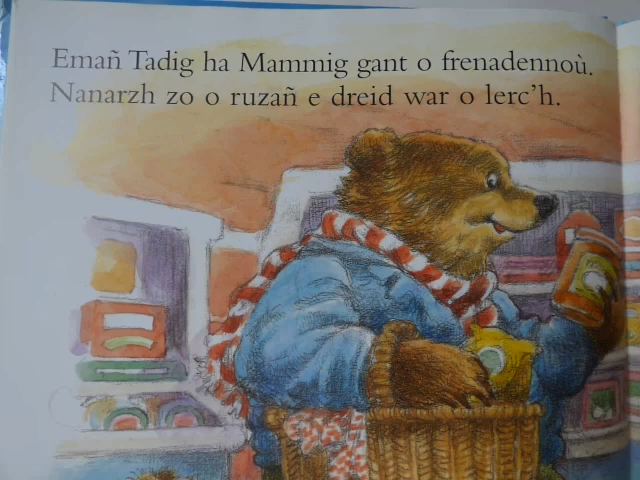 Emañ Tadig ha Mammig gant o frenadennoù.
Nanarzh zo o ruzañ e dreid war o lerc'h.